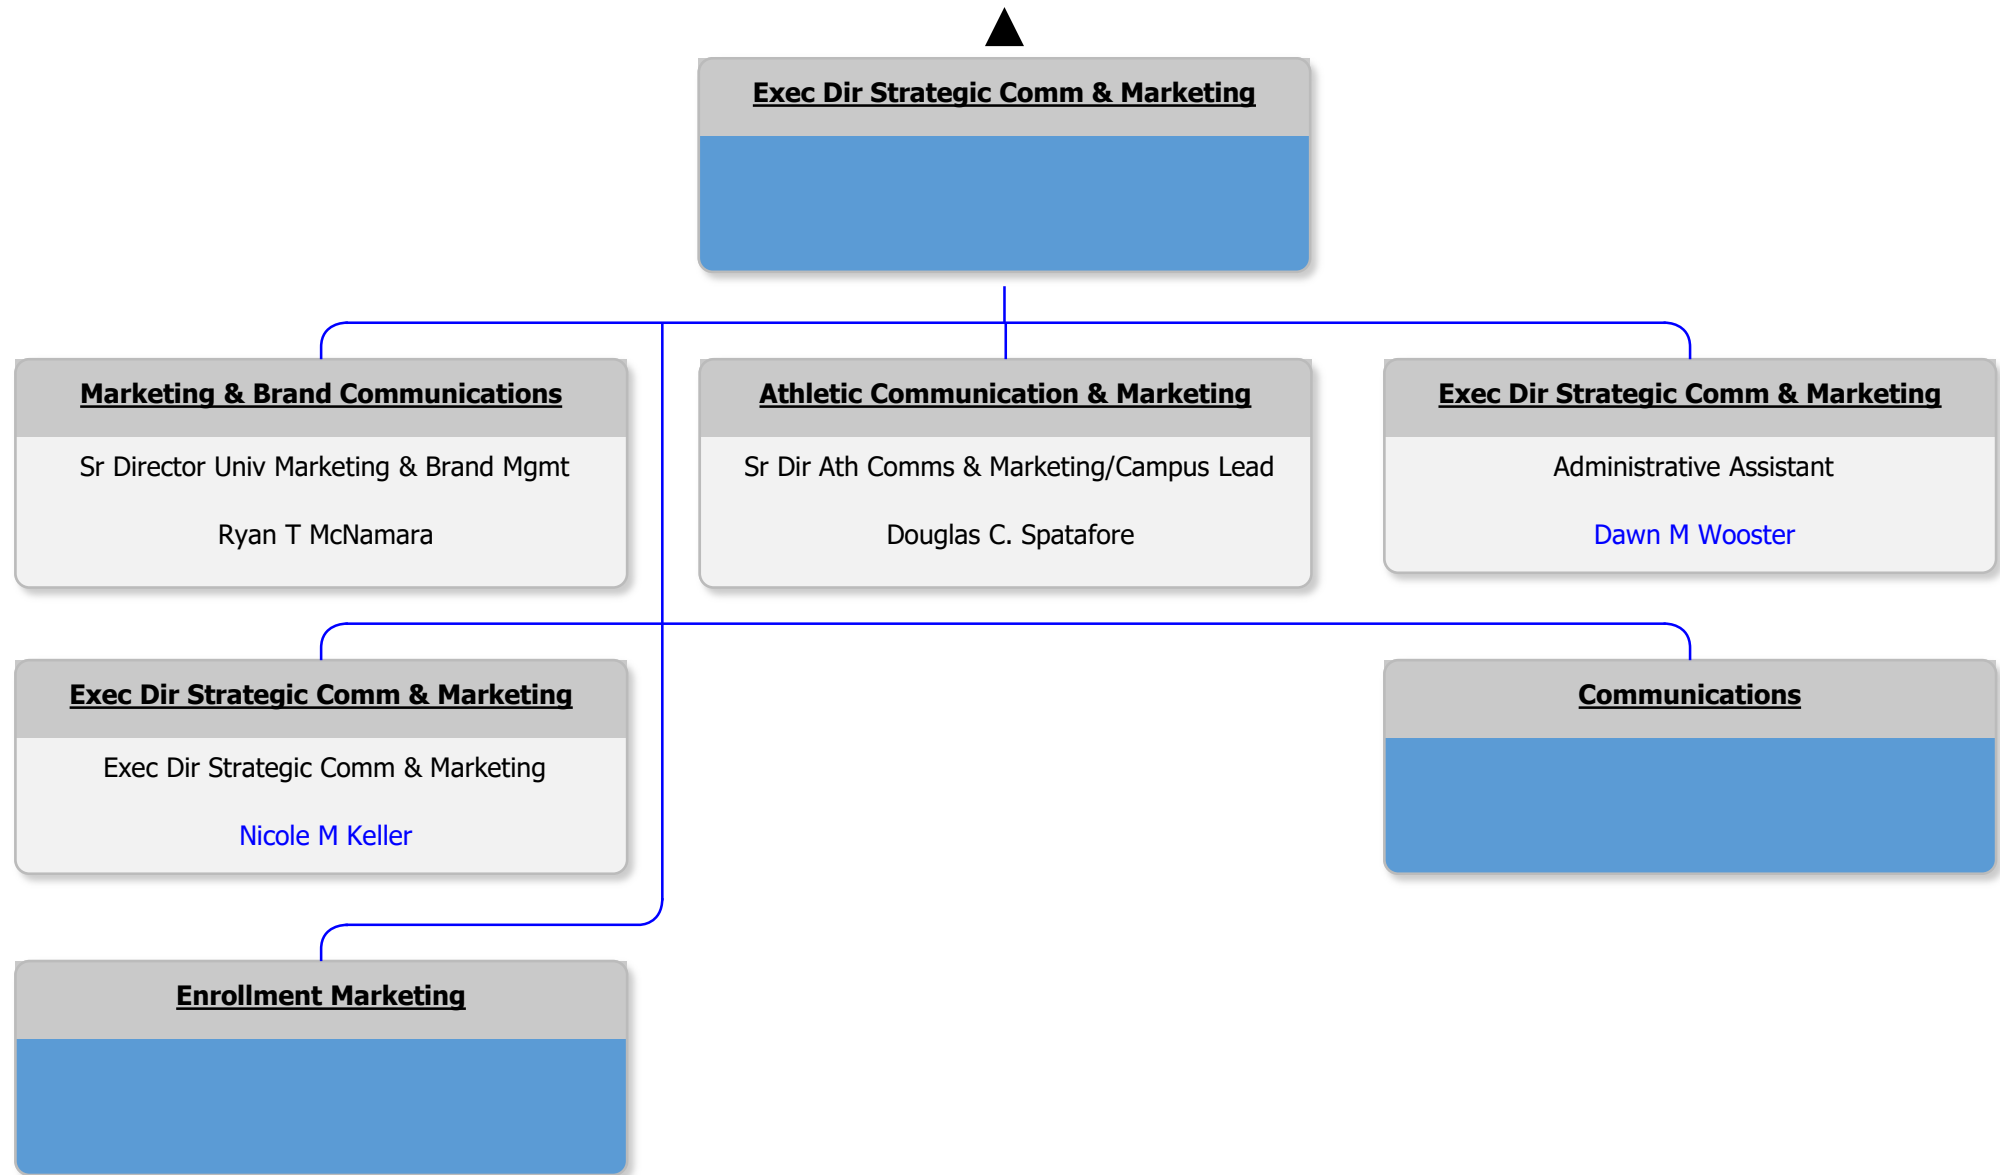 Exec Dir Strategic Comm & Marketing
Marketing & Brand Communications
Sr Director Univ Marketing & Brand Mgmt
Ryan T McNamara
Athletic Communication & Marketing
Sr Dir Ath Comms & Marketing/Campus Lead
Douglas C. Spatafore
Exec Dir Strategic Comm & Marketing
Administrative Assistant
Dawn M Wooster
Exec Dir Strategic Comm & Marketing
Exec Dir Strategic Comm & Marketing
Nicole M Keller
Communications
Enrollment Marketing